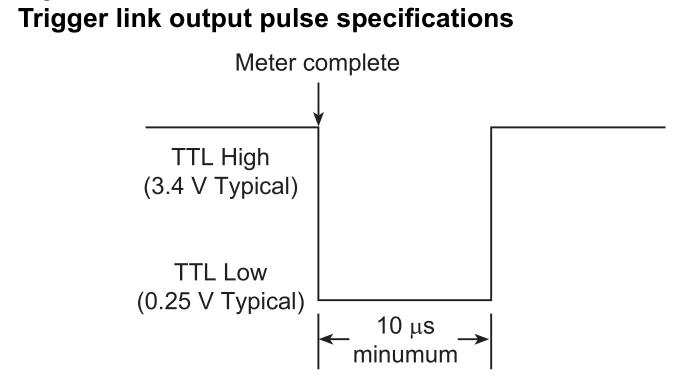 Trigger link output pulse specifications
Meter complete
TTL High
(3.4 V Typical)
TTL Low
(0.25 V Typical)
10 μs
minumum